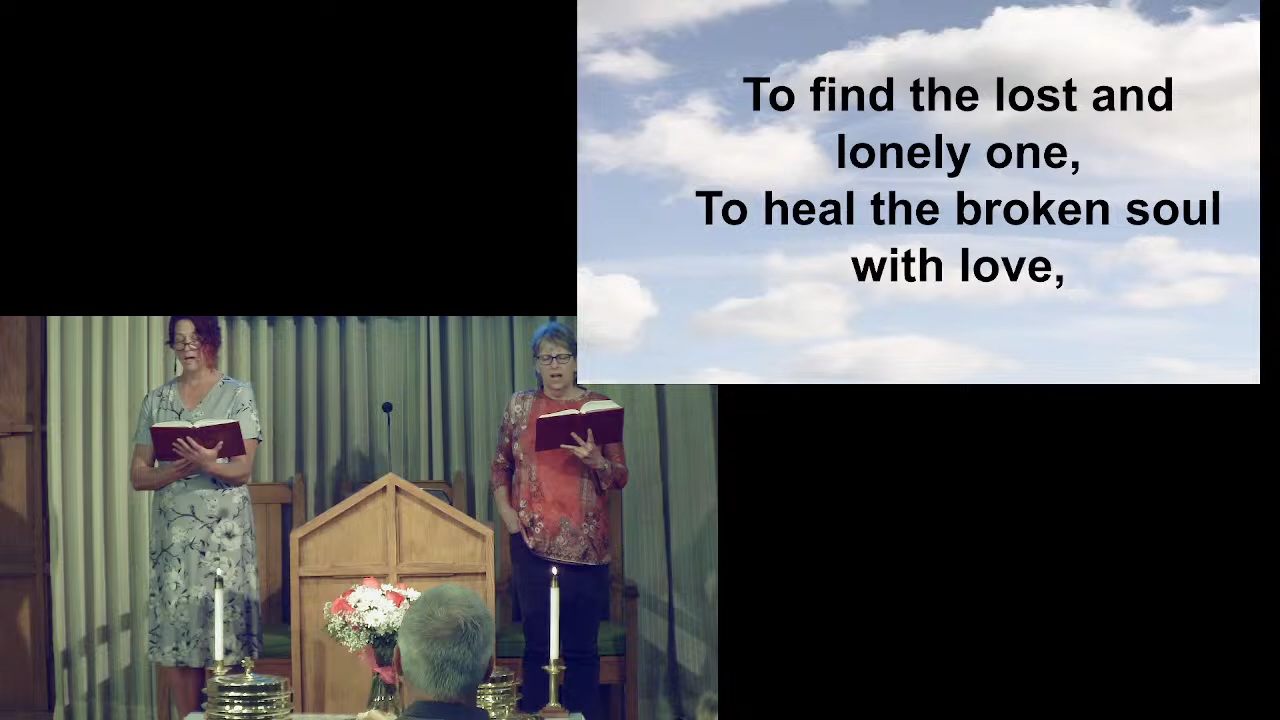 To find the lost and
lonely one,
To heal the broken soul
with love,